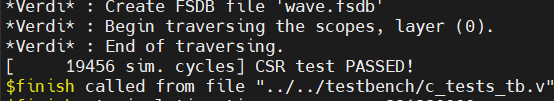 *Verdi* : Create FSDB file 'wave.fsdb'
*Verdi* : Begin traversing the scopes, layer (0).
*Verdi* : End of traversing.
[     19456 sim. cycles] CSR test PASSED!
$finish called from file "../../testbench/c_tests_tb.v"